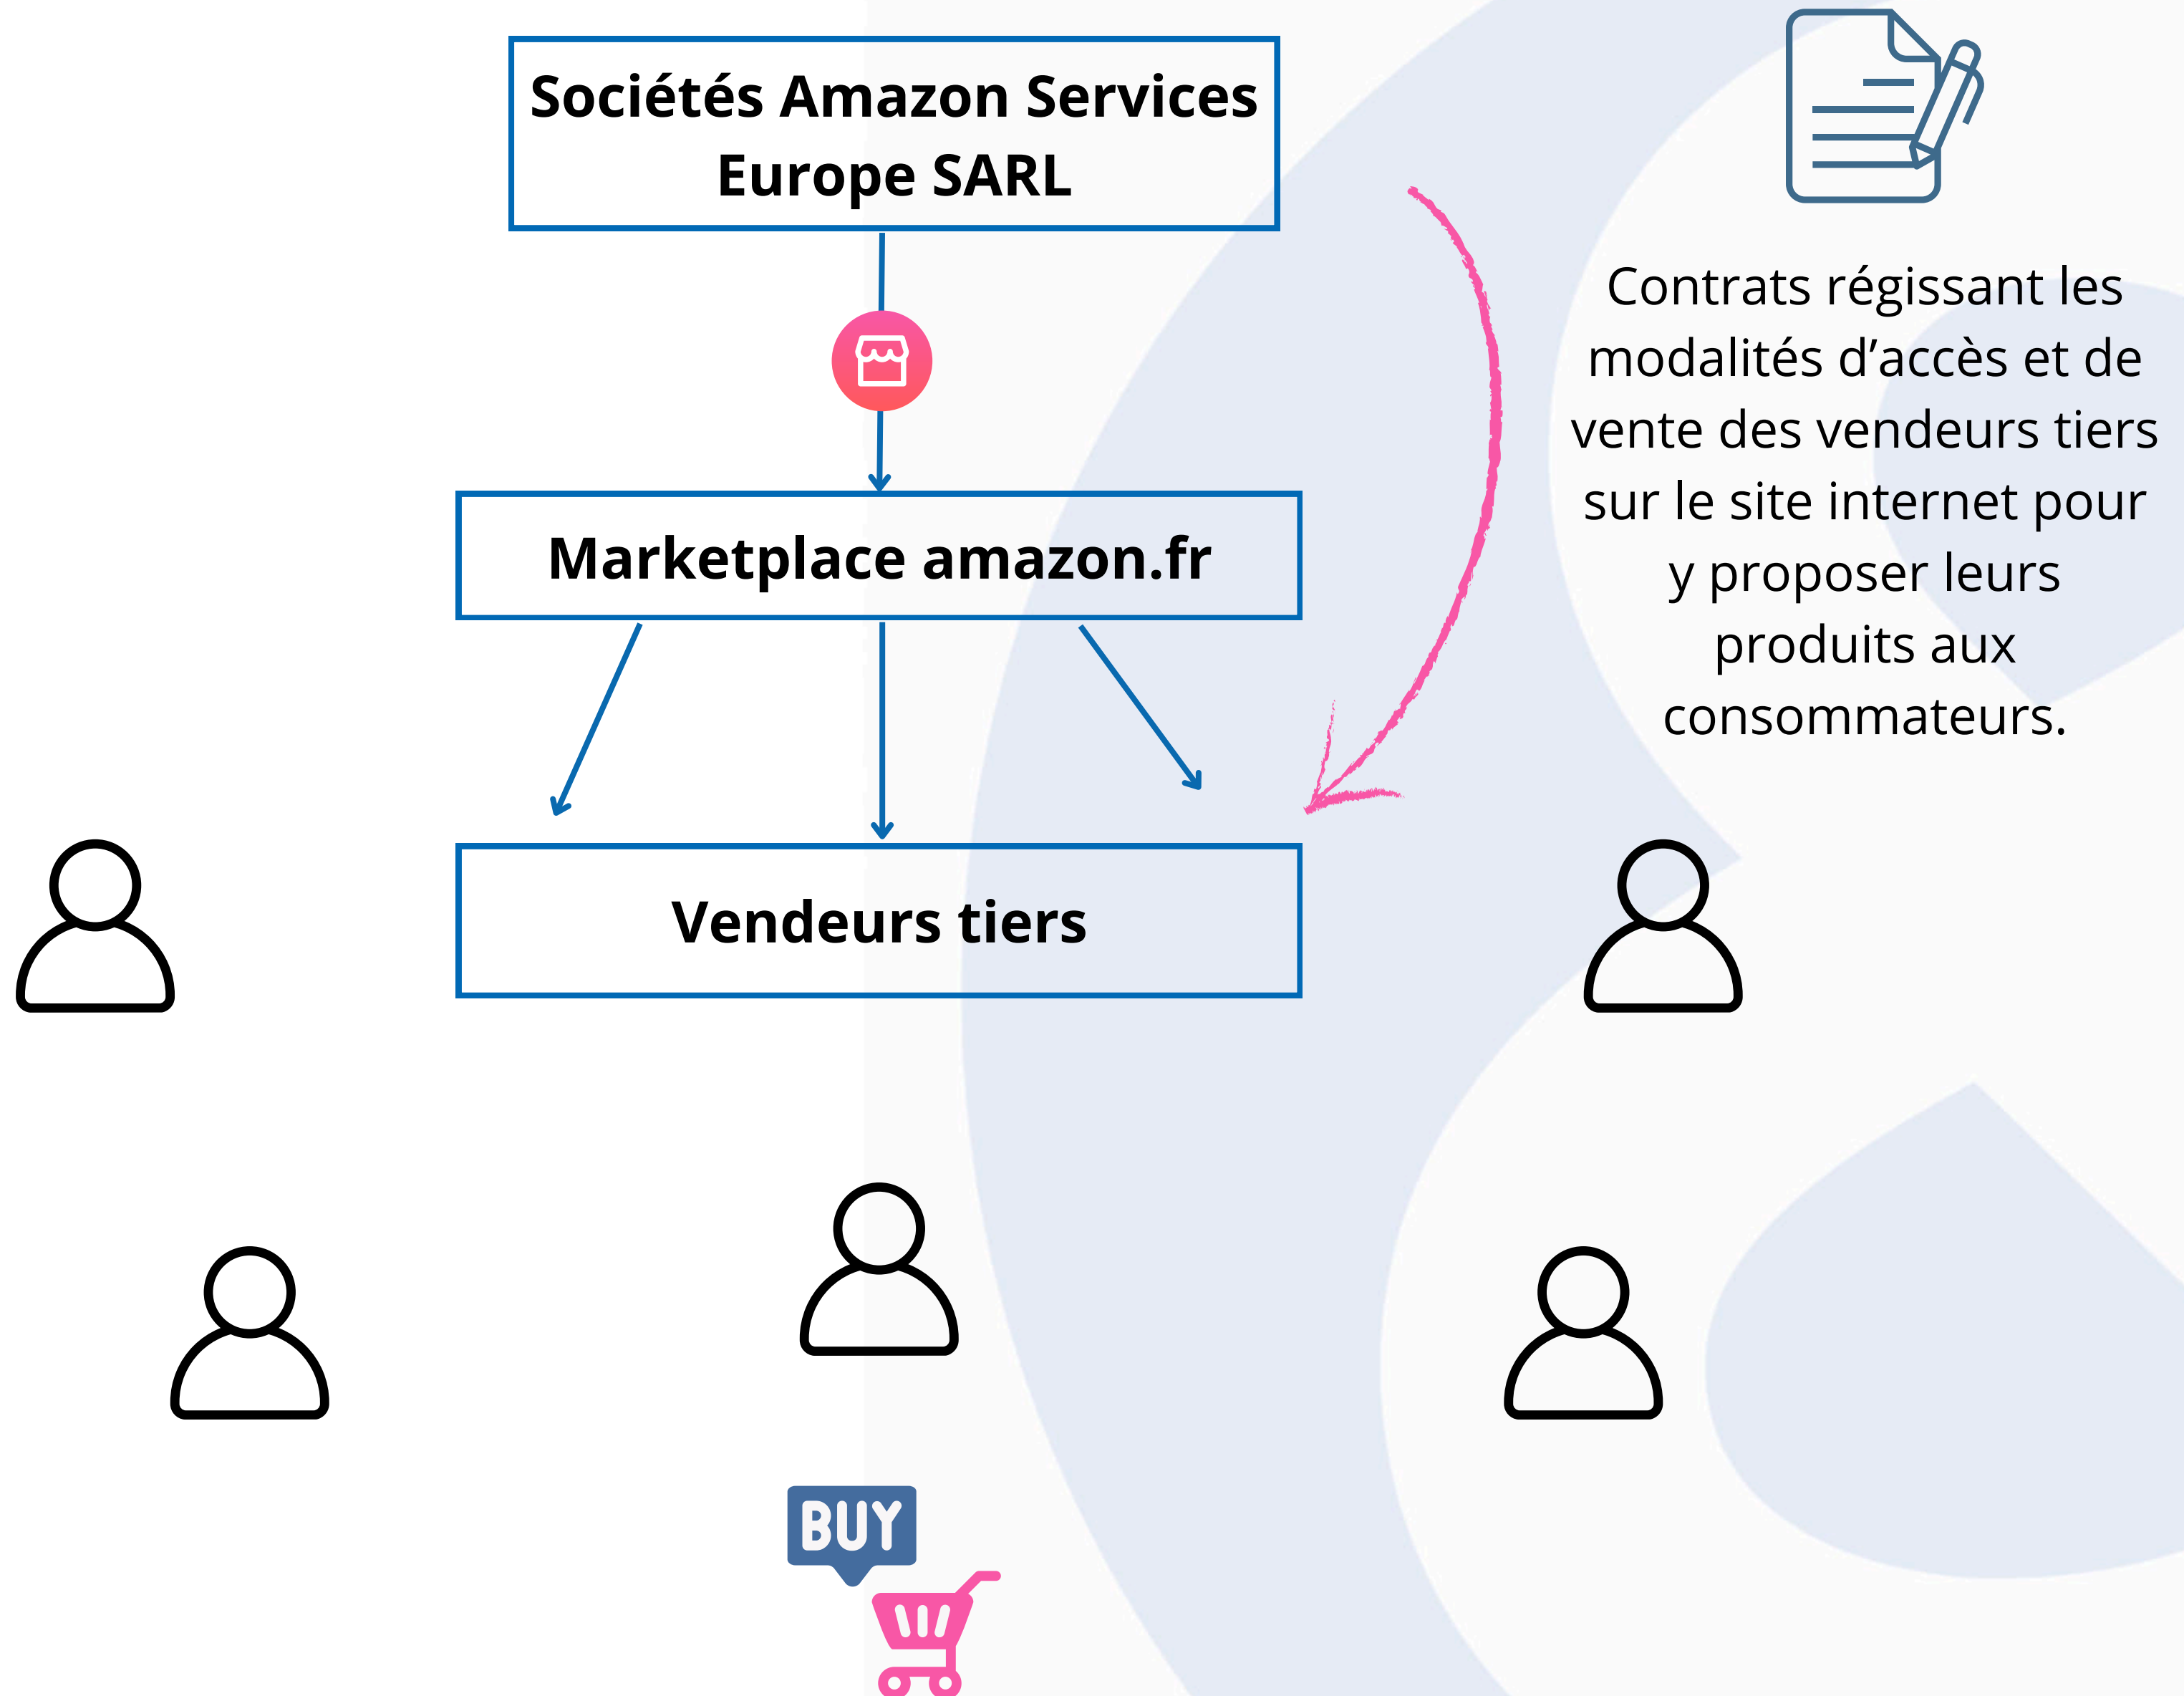 Sociétés Amazon Services
Europe SARL
Contrats régissant les
modalités d’accès et de
vente des vendeurs tiers
sur le site internet pour
y proposer leurs
produits aux
consommateurs.
Marketplace amazon.fr
Vendeurs tiers
BUY